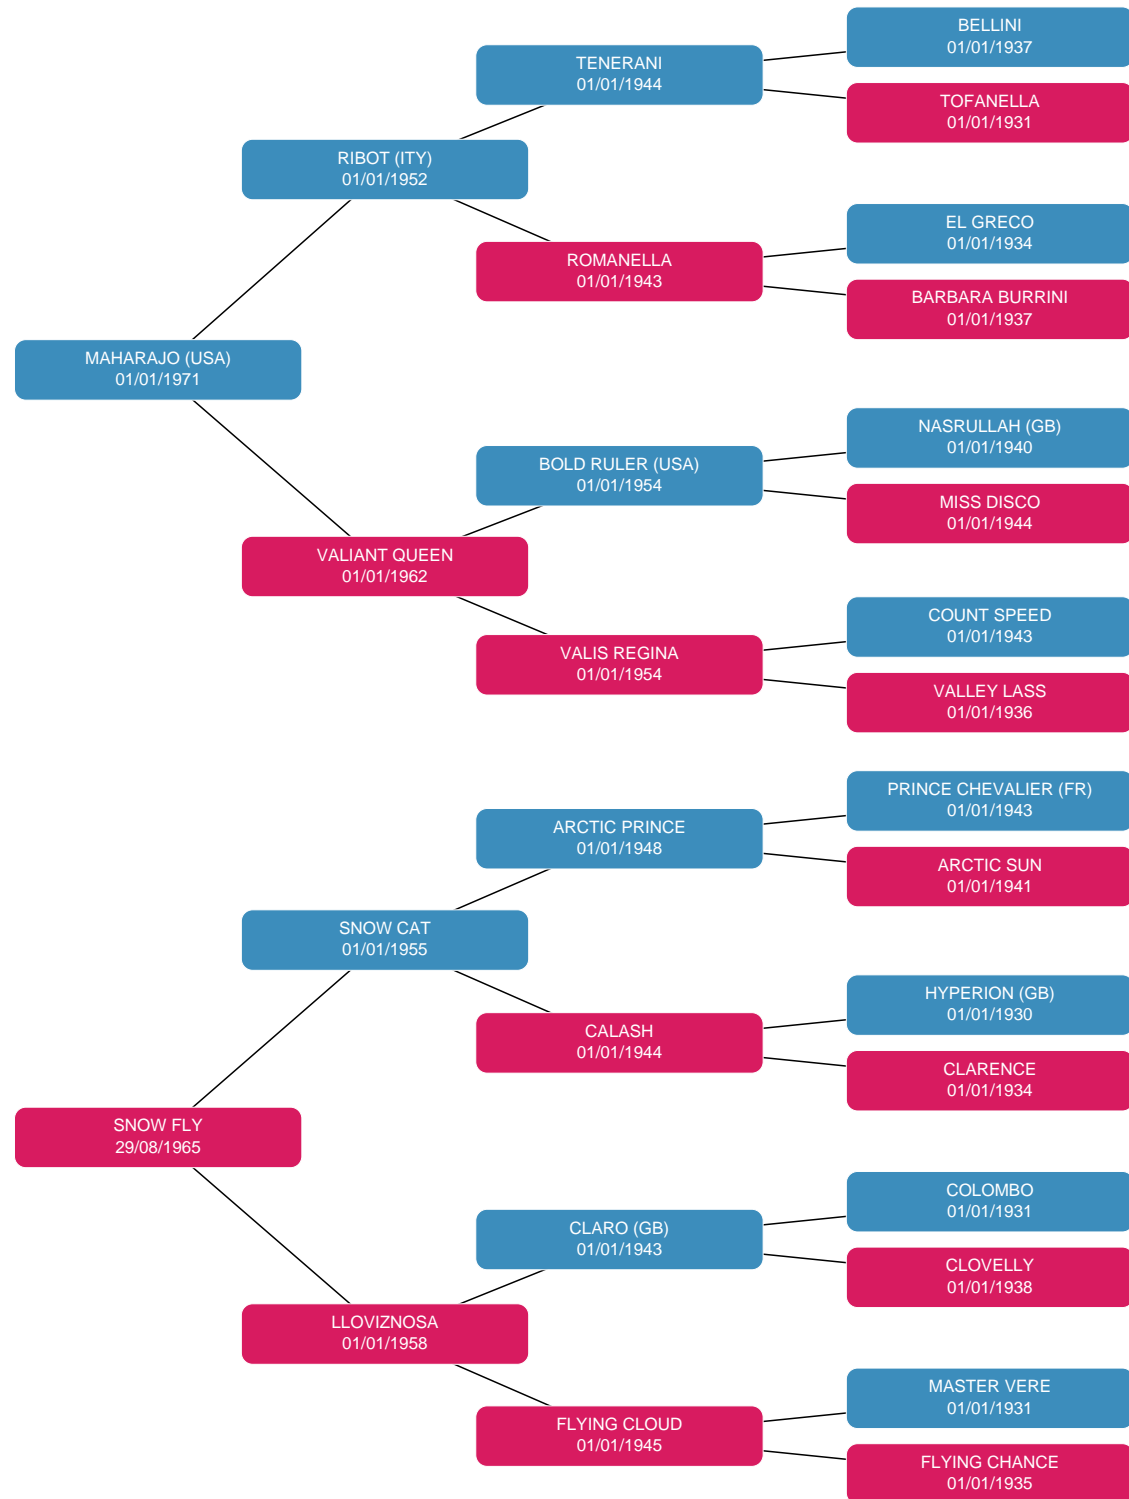 BELLINI
01/01/1937
TENERANI
01/01/1944
TOFANELLA
01/01/1931
RIBOT (ITY)
01/01/1952
EL GRECO
01/01/1934
ROMANELLA
01/01/1943
BARBARA BURRINI
01/01/1937
MAHARAJO (USA)
01/01/1971
NASRULLAH (GB)
01/01/1940
BOLD RULER (USA)
01/01/1954
MISS DISCO
01/01/1944
VALIANT QUEEN
01/01/1962
COUNT SPEED
01/01/1943
VALIS REGINA
01/01/1954
VALLEY LASS
01/01/1936
PRINCE CHEVALIER (FR)
01/01/1943
ARCTIC PRINCE
01/01/1948
ARCTIC SUN
01/01/1941
SNOW CAT
01/01/1955
HYPERION (GB)
01/01/1930
CALASH
01/01/1944
CLARENCE
01/01/1934
SNOW FLY
29/08/1965
COLOMBO
01/01/1931
CLARO (GB)
01/01/1943
CLOVELLY
01/01/1938
LLOVIZNOSA
01/01/1958
MASTER VERE
01/01/1931
FLYING CLOUD
01/01/1945
FLYING CHANCE
01/01/1935